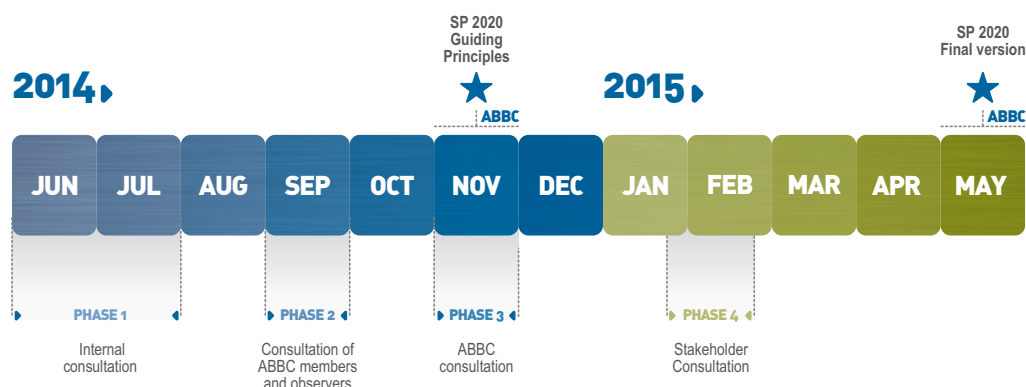 SP 2020
Guiding
Principles
SP 2020
Final version
2014
2015
ABBC
ABBC
JUN JUL AUG SEP OCT NOV DEC JAN FEB MAR APR MAY
PHASE 1 PHASE 2 PHASE 3 PHASE 4
Internal
consultation
Consultation of
ABBC members
and observers
ABBC
consultation
Stakeholder
Consultation